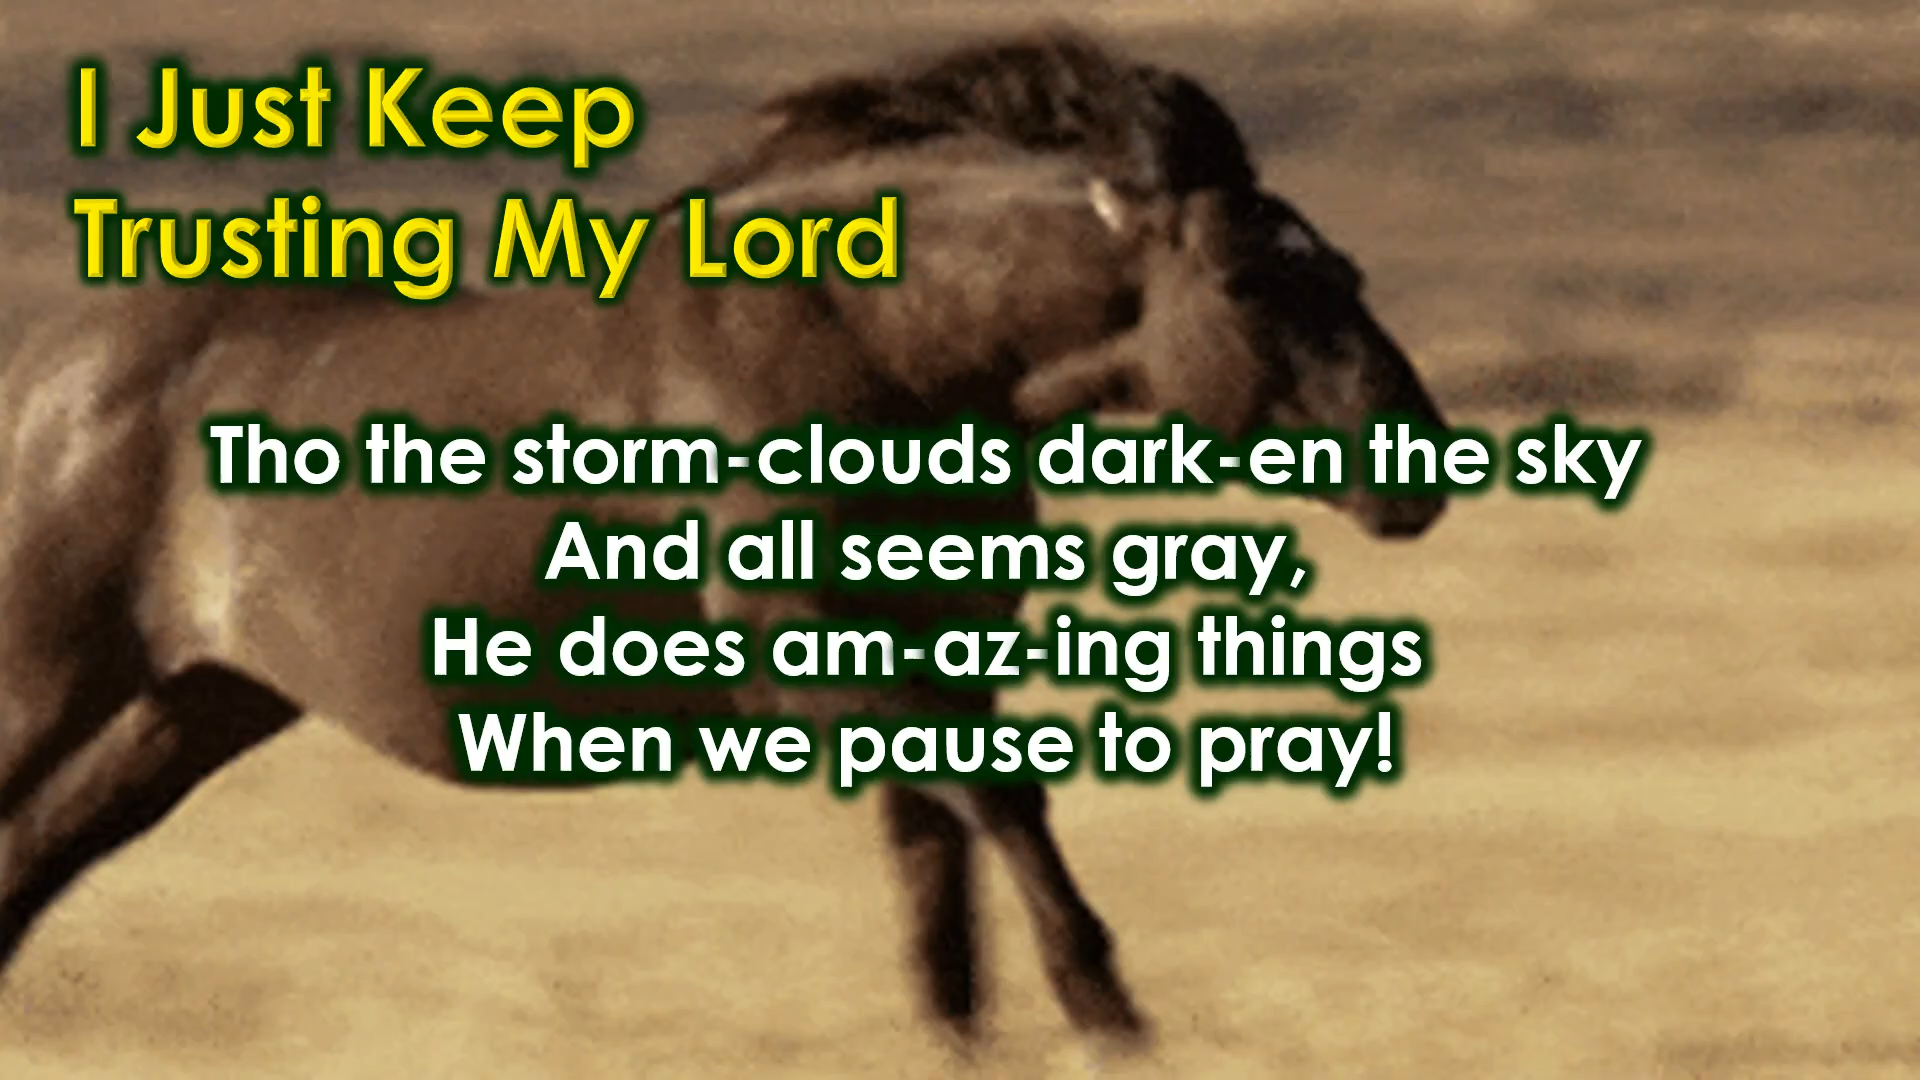 I Just Keep
Trusting My Lord
Tho the storm-clouds dark-en the sky
And all seems gray,
He does am-az-ing things
When we pause to pray!